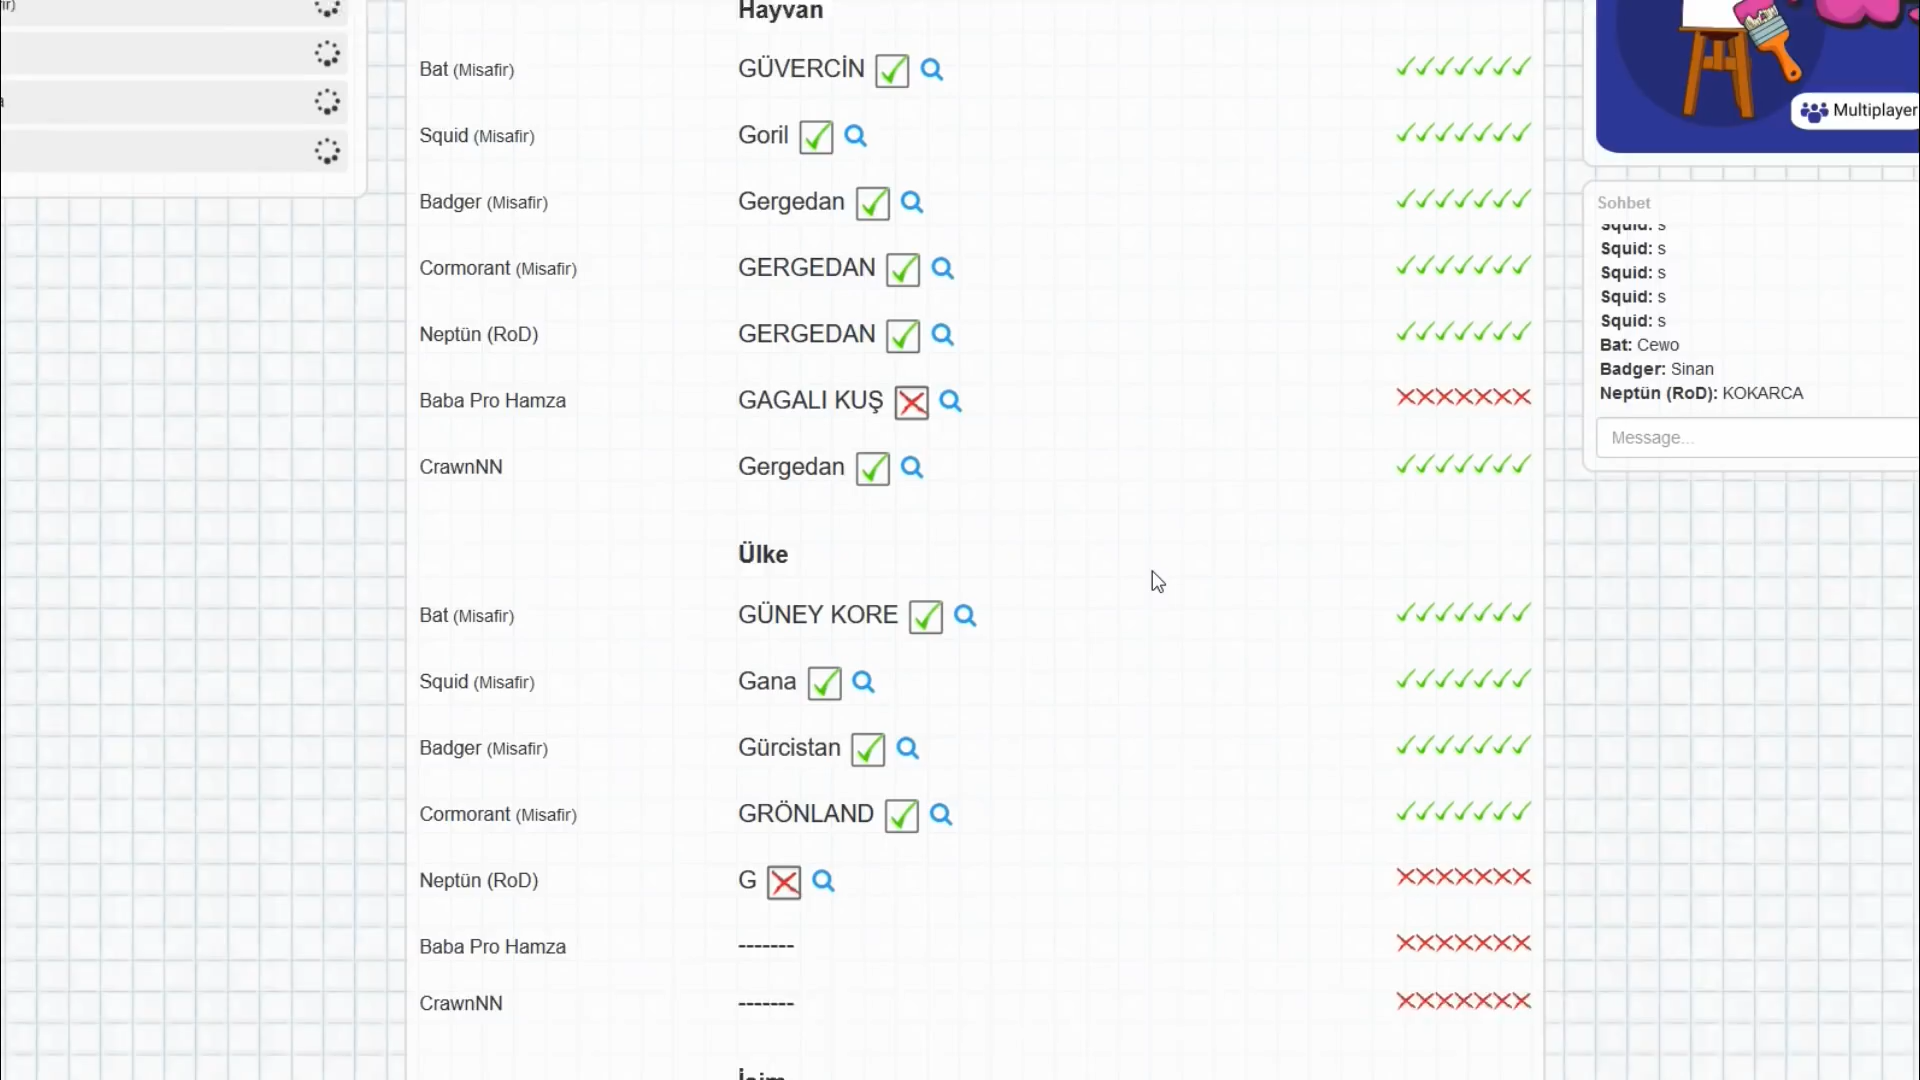 Hayvan
Bat (Misafir) GÜVERCİN
Squid (Misafir) Goril
Badger (Misafir) Gergedan
Cormorant (Misafir) GERGEDAN
Neptün (RoD) GERGEDAN
Baba Pro Hamza GAGALI KUŞ
CrawnNN Gergedan
Ülke
Bat (Misafir) GÜNEY KORE
Squid (Misafir) Gana
Badger (Misafir) Gürcistan
Cormorant (Misafir) GRÖNLAND
Neptün (RoD) G
Baba Pro Hamza -------
CrawnNN -------
İsim
Multiplayer
Sohbet
Squid: s
Squid: s
Squid: s
Squid: s
Squid: s
Bat: Cewo
Badger: Sinan
Neptün (RoD): KOKARCA
Message...